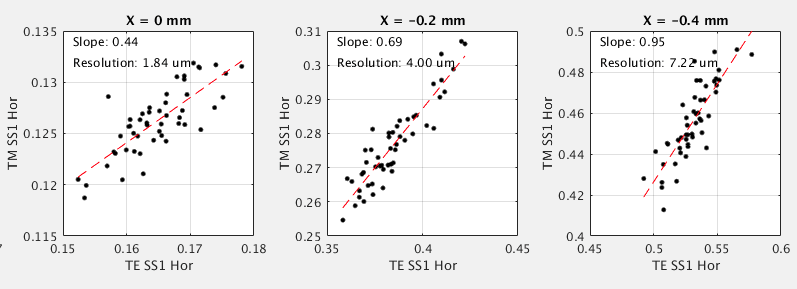 X = 0 mm
Slope: 0.44
Resolution: 1.84 um
0.135
0.13
0.125
0.12
0.115
TM SS1 Hor
0.15 0.16 0.17 0.18
TE SS1 Hor
X = -0.2 mm
Slope: 0.69
Resolution: 4.00 um
0.31
0.3
0.29
0.28
0.27
0.26
0.25
TM SS1 Hor
0.35 0.4 0.45
TE SS1 Hor
X = -0.4 mm
Slope: 0.95
Resolution: 7.22 um
0.5
0.48
0.46
0.44
0.42
0.4
TM SS1 Hor
0.45 0.5 0.55 0.6
TE SS1 Hor